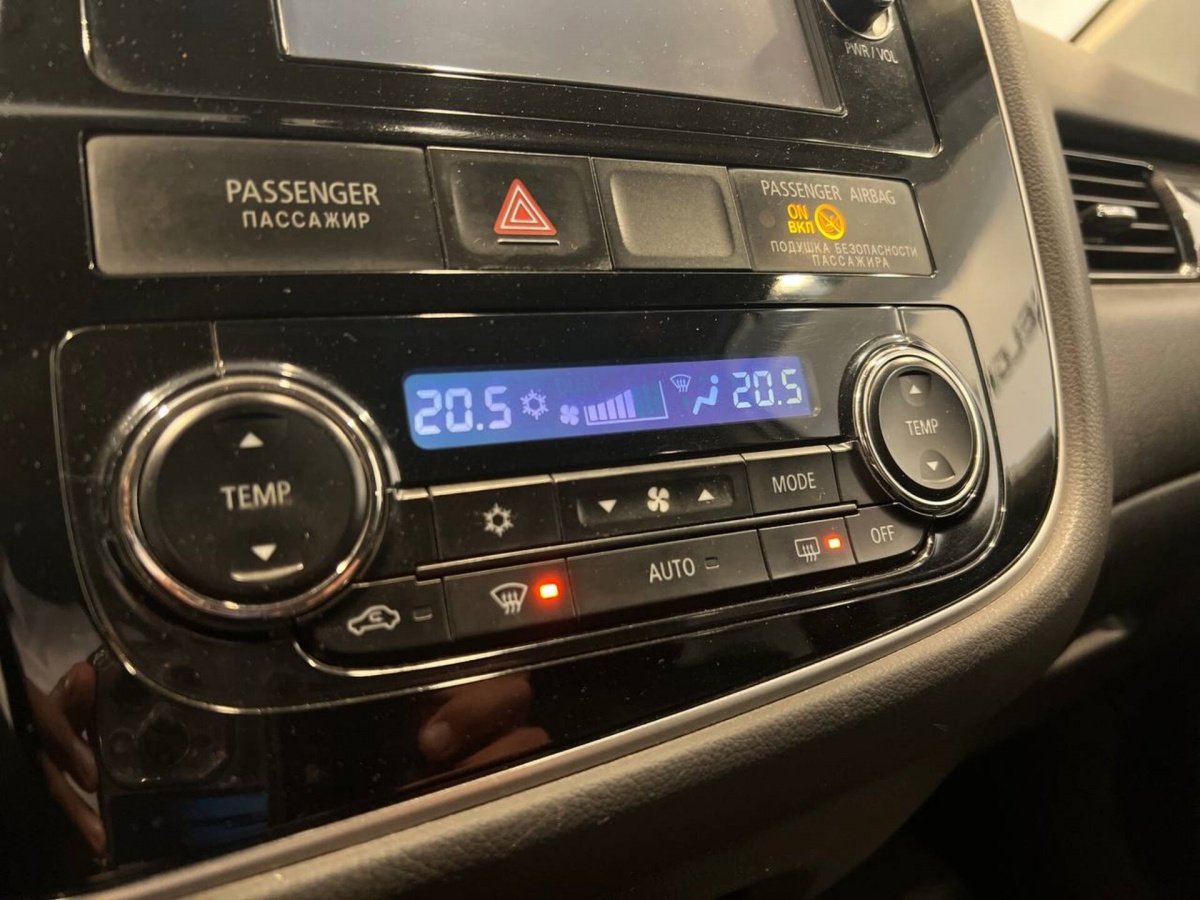 PWR / VOL
PASSENGER
ПАССАЖИР
PASSENGER AIRBAG
ON
ВКЛ
ПОДУШКА БЕЗОПАСНОСТИ
ПАССАЖИРА
20.5 20.5
TEMP
TEMP
MODE
AUTO
OFF